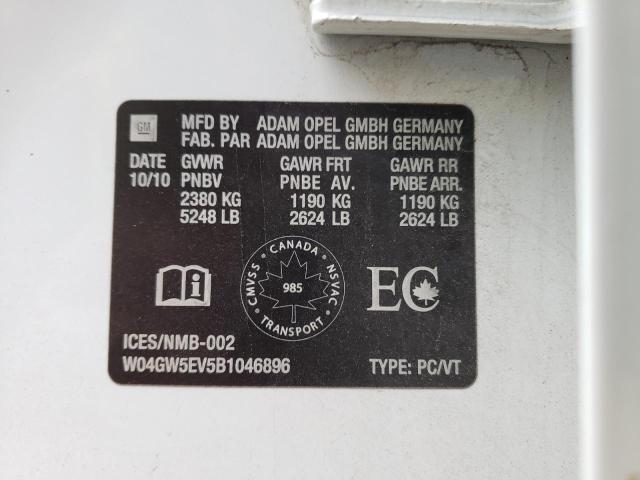 GM
MFD BY ADAM OPEL GMBH GERMANY
FAB. PAR ADAM OPEL GMBH GERMANY
DATE GVWR GAWR FRT GAWR RR
10/10 PNBV PNBE AV. PNBE ARR.
2380 KG 1190 KG 1190 KG
5248 LB 2624 LB 2624 LB
CANADA
CMVSS NSVAC
985
TRANSPORT
i
EC
ICES/NMB-002
W04GW5EV5B1046896 TYPE: PC/VT